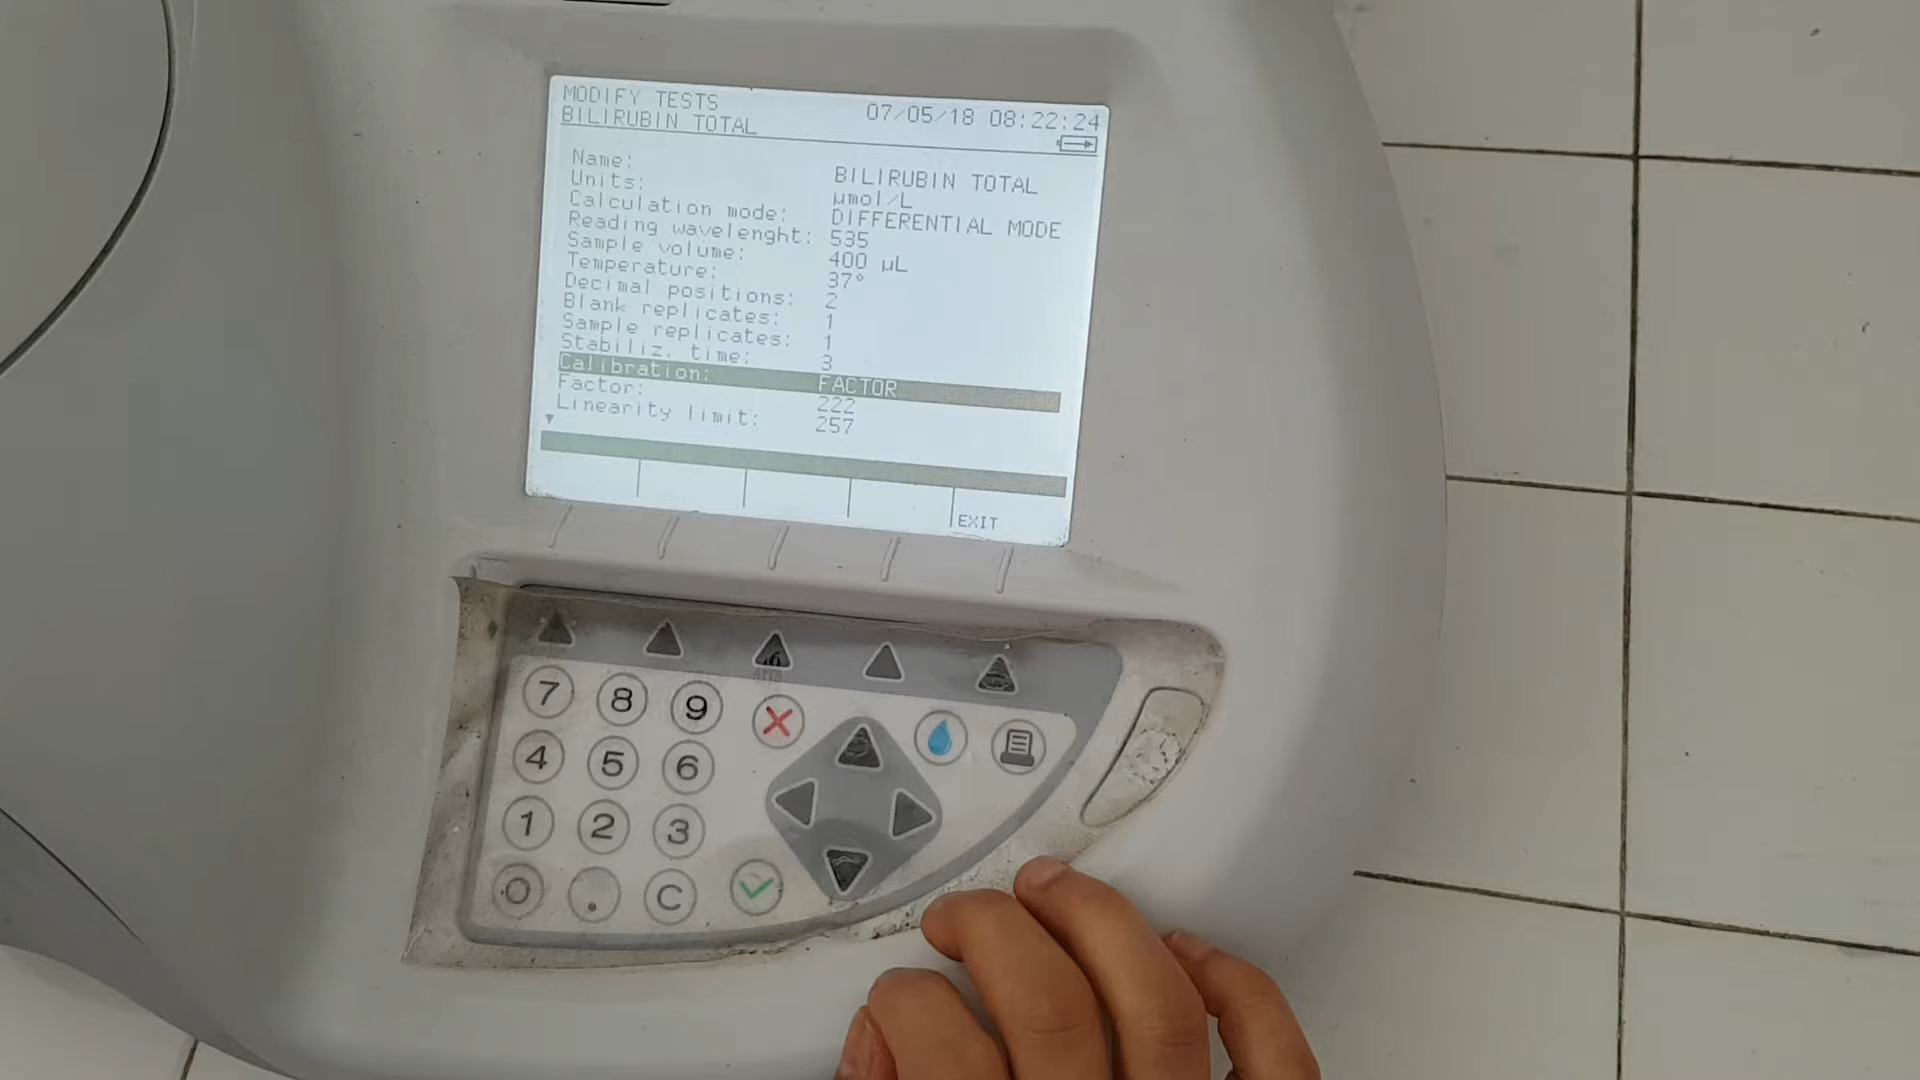 MODIFY TESTS 07/05/18 08:22:24
BILIRUBIN TOTAL
Name: BILIRUBIN TOTAL
Units: µmol/L
Calculation mode: DIFFERENTIAL MODE
Reading wavelenght: 535
Sample volume: 400 µL
Temperature: 37°
Decimal positions: 2
Blank replicates: 1
Sample replicates: 1
Stabiliz. time: 3
Calibration: FACTOR
Factor: 222
Linearity limit: 257
EXIT
7 8 9
4 5 6
1 2 3
0 . C